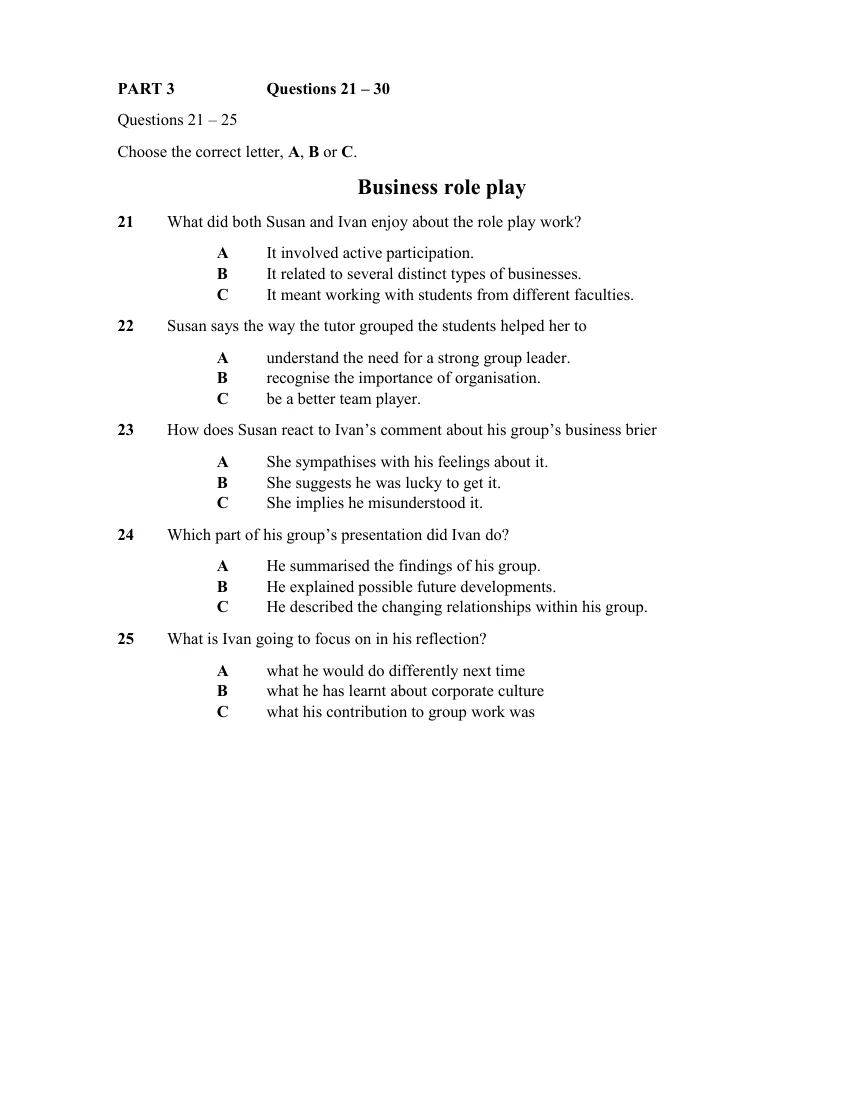 PART 3 Questions 21 – 30
Questions 21 – 25
Choose the correct letter, A, B or C.
Business role play
21 What did both Susan and Ivan enjoy about the role play work?
A It involved active participation.
B It related to several distinct types of businesses.
C It meant working with students from different faculties.
22 Susan says the way the tutor grouped the students helped her to
A understand the need for a strong group leader.
B recognise the importance of organisation.
C be a better team player.
23 How does Susan react to Ivan’s comment about his group’s business brier
A She sympathises with his feelings about it.
B She suggests he was lucky to get it.
C She implies he misunderstood it.
24 Which part of his group’s presentation did Ivan do?
A He summarised the findings of his group.
B He explained possible future developments.
C He described the changing relationships within his group.
25 What is Ivan going to focus on in his reflection?
A what he would do differently next time
B what he has learnt about corporate culture
C what his contribution to group work was